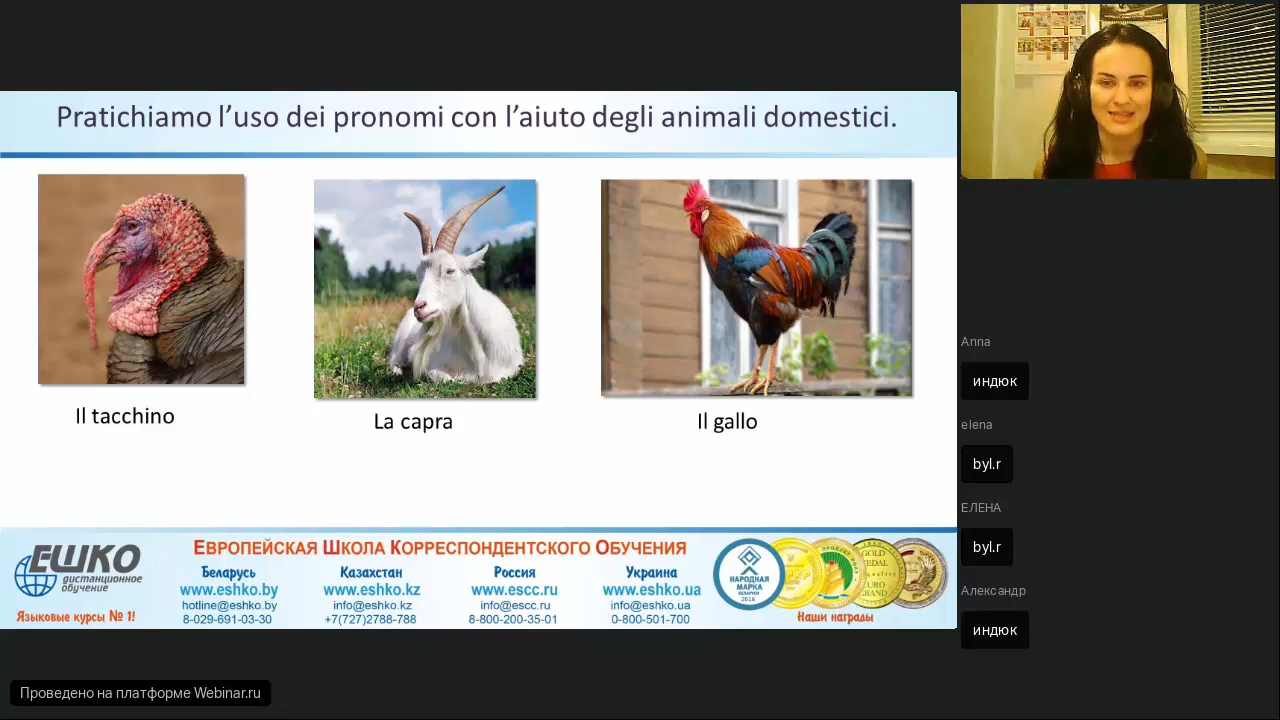 Pratichiamo l'uso dei pronomi con l'aiuto degli animali domestici.
Il tacchino
La capra
Il gallo
ЕШКО
дистанционное
обучение
Языковые курсы № 1!
ЕВРОПЕЙСКАЯ ШКОЛА КОРРЕСПОНДЕНТСКОГО ОБУЧЕНИЯ
Беларусь
www.eshko.by
hotline@eshko.by
8-029-691-03-30
Казахстан
www.eshko.kz
info@eshko.kz
+7(727)2788-788
Россия
www.escc.ru
info@escc.ru
8-800-200-35-01
Украина
www.eshko.ua
info@eshko.ua
0-800-501-700
НАРОДНАЯ
МАРКА
2016
GOLD
MEDAL
Наши награды
Anna
индюк
elena
byl.r
ЕЛЕНА
byl.r
Александр
индюк
Проведено на платформе Webinar.ru